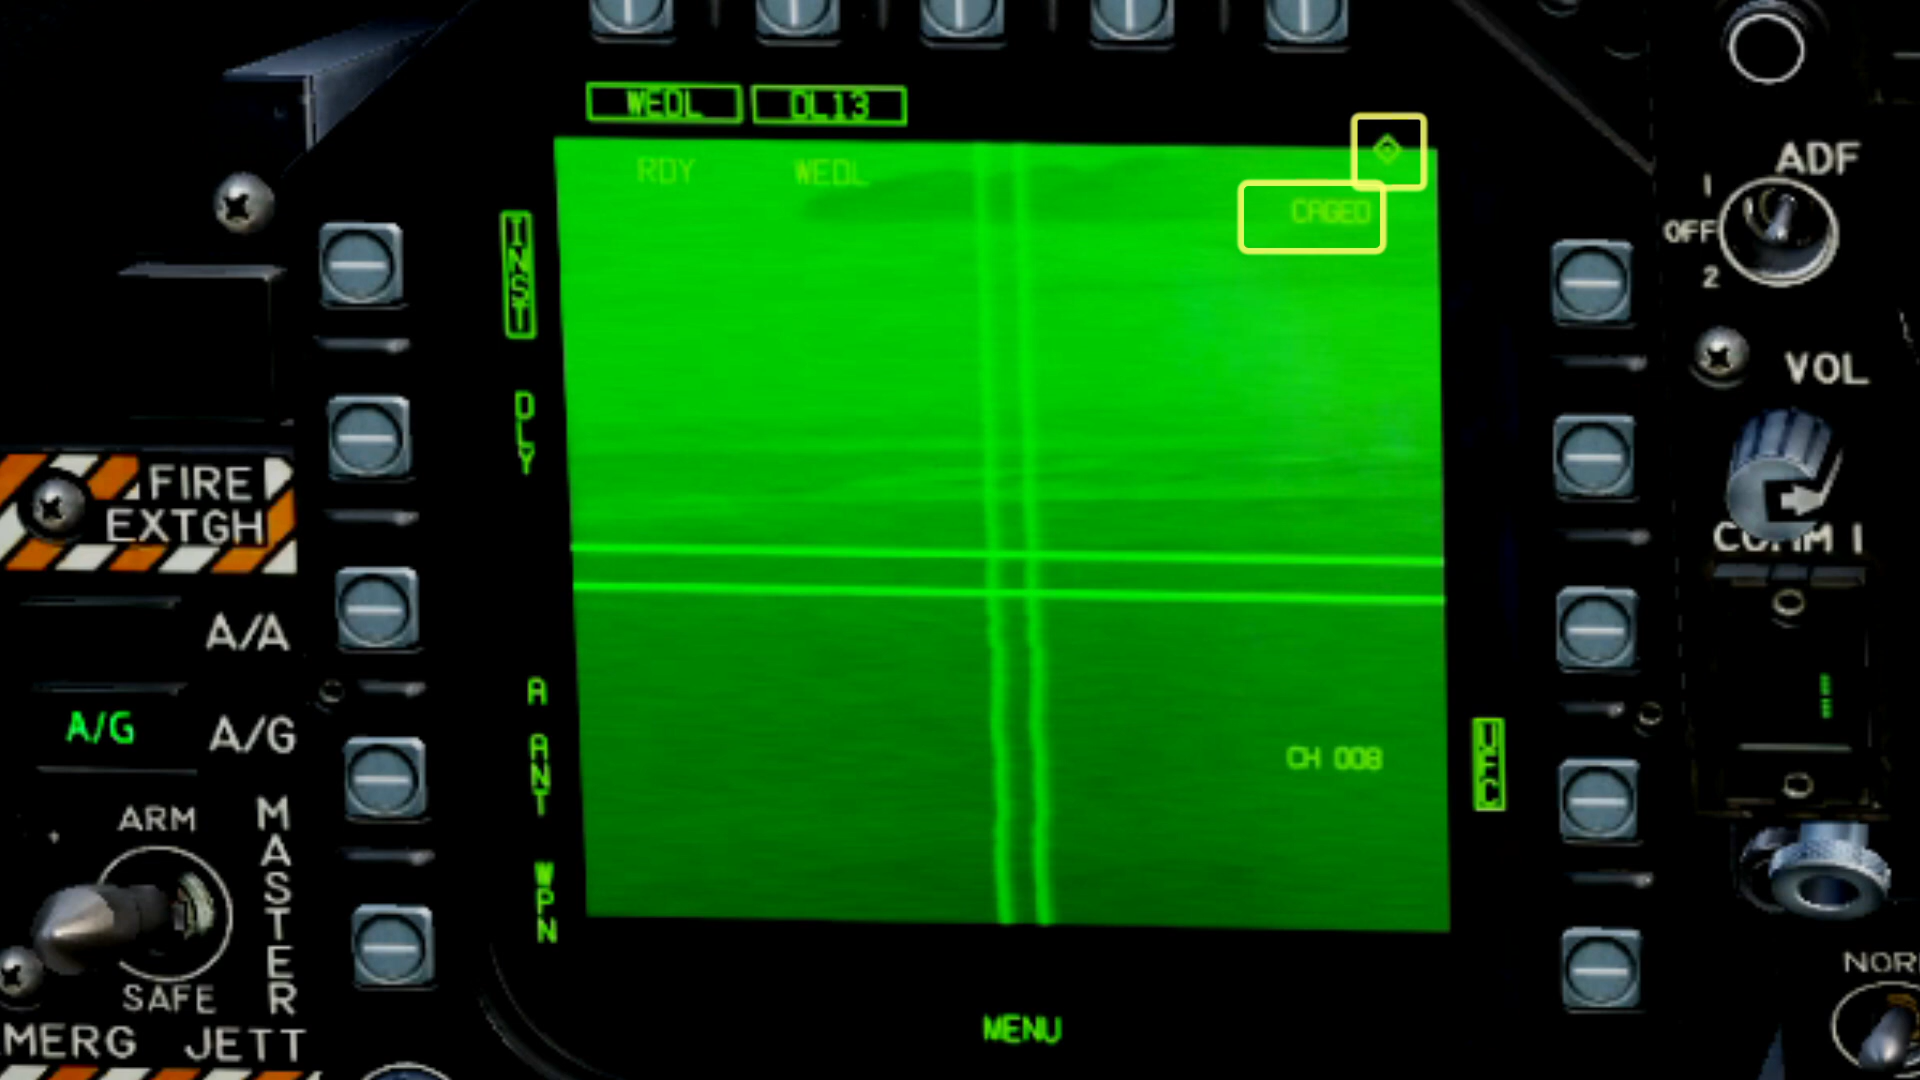 WEDL DL13
ADF
RDY WEDL
1
CAGED
OFF
INST
2
VOL
DLY
FIRE
EXTGH
COMM 1
A/A
A
A/G
A/G
ANT
UFC
CH 008
ARM
MASTER
WPN
NOR
SAFE
MERG JETT
MENU